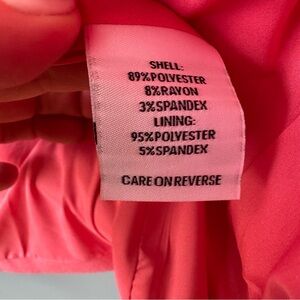 SHELL:
89%POLYESTER
8%RAYON
3%SPANDEX
LINING:
95%POLYESTER
5%SPANDEX
CARE ON REVERSE